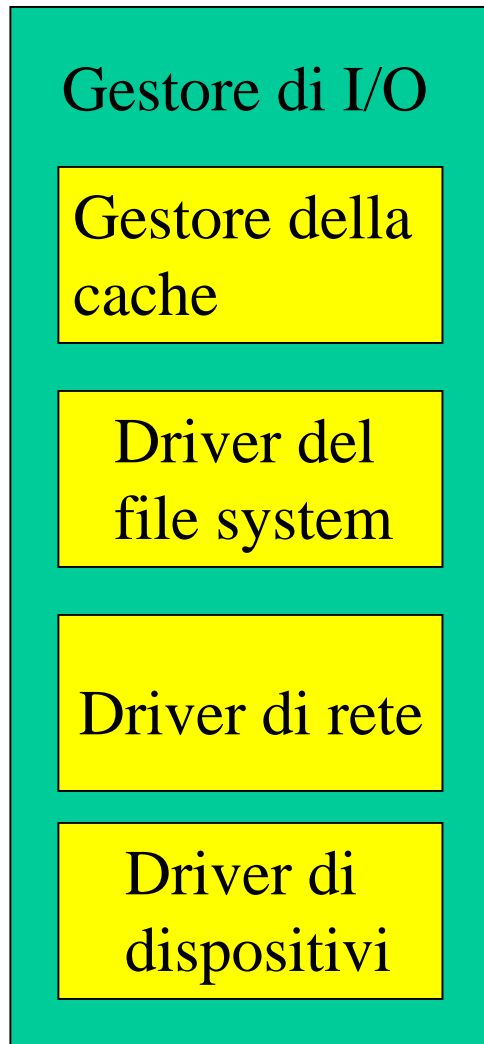 Gestore di I/O
Gestore della
cache
Driver del
file system
Driver di rete
Driver di
dispositivi